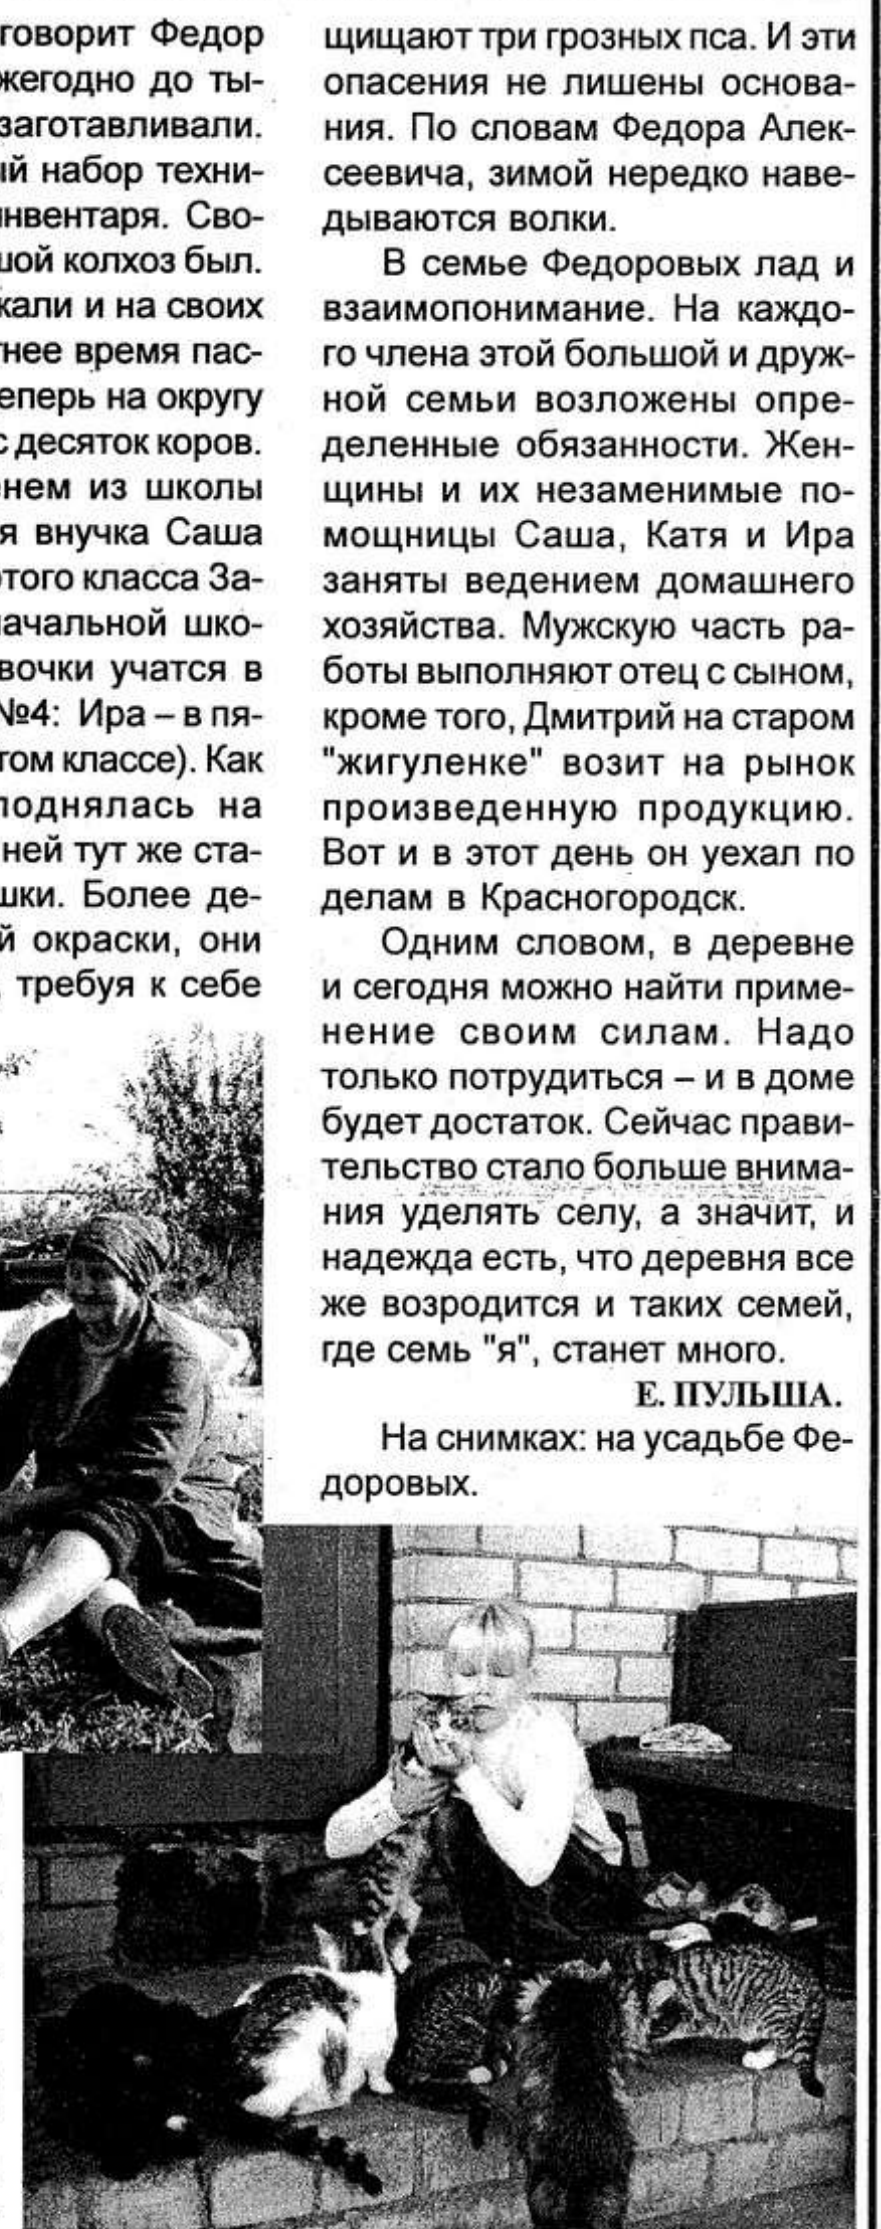 говорит Федор
жегодно до ты-
заготавливали.
ый набор техни-
инвентаря. Сво-
шой колхоз был.
жали и на своих
тнее время пас-
еперь на округу
с десяток коров.
нем из школы
я внучка Саша
этого класса За-
ачальной шко-
вочки учатся в
№4: Ира – в пя-
том классе). Как
поднялась на
ней тут же ста-
шки. Более де-
й окраски, они
требуя к себе
щищают три грозных пса. И эти
опасения не лишены основа-
ния. По словам Федора Алек-
сеевича, зимой нередко наве-
дываются волки.
В семье Федоровых лад и
взаимопонимание. На каждо-
го члена этой большой и друж-
ной семьи возложены опре-
деленные обязанности. Жен-
щины и их незаменимые по-
мощницы Саша, Катя и Ира
заняты ведением домашнего
хозяйства. Мужскую часть ра-
боты выполняют отец с сыном,
кроме того, Дмитрий на старом
"жигуленке" возит на рынок
произведенную продукцию.
Вот и в этот день он уехал по
делам в Красногородск.
Одним словом, в деревне
и сегодня можно найти приме-
нение своим силам. Надо
только потрудиться – и в доме
будет достаток. Сейчас прави-
тельство стало больше внима-
ния уделять селу, а значит, и
надежда есть, что деревня все
же возродится и таких семей,
где семь "я", станет много.
Е. ПУЛЬША.
На снимках: на усадьбе Фе-
доровых.